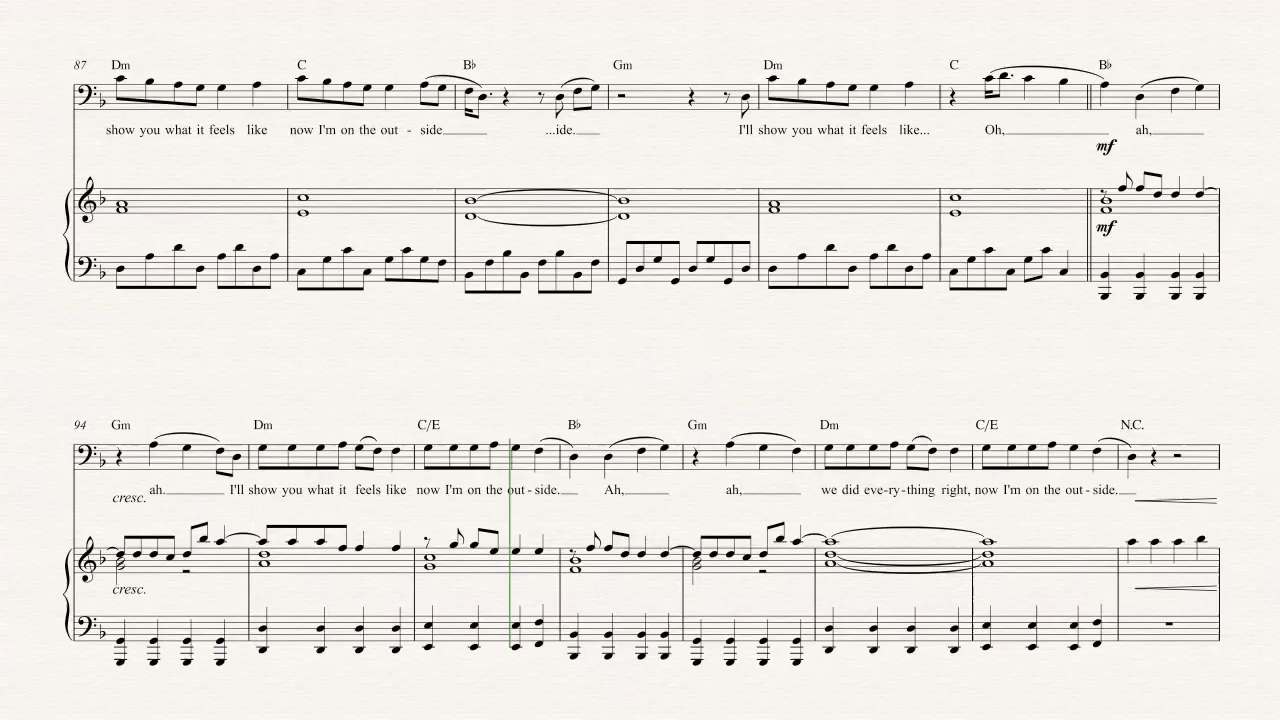 87 Dm C B♭ Gm Dm C B♭
show you what it feels like now I'm on the out - side ...ide. I'll show you what it feels like... Oh, ah,
mf
mf
94 Gm Dm C/E B♭ Gm Dm C/E N.C.
cresc. ah. I'll show you what it feels like now I'm on the out - side. Ah, ah, we did eve - ry - thing right, now I'm on the out - side.
cresc.